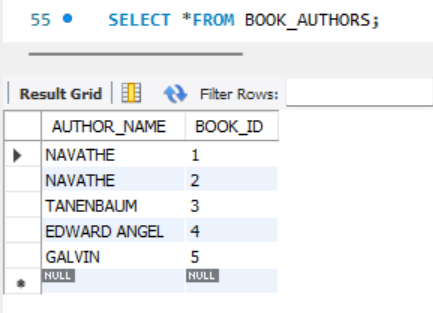 55 SELECT *FROM BOOK_AUTHORS;
Result Grid Filter Rows:
AUTHOR_NAME BOOK_ID
NAVATHE 1
NAVATHE 2
TANENBAUM 3
EDWARD ANGEL 4
GALVIN 5
NULL NULL